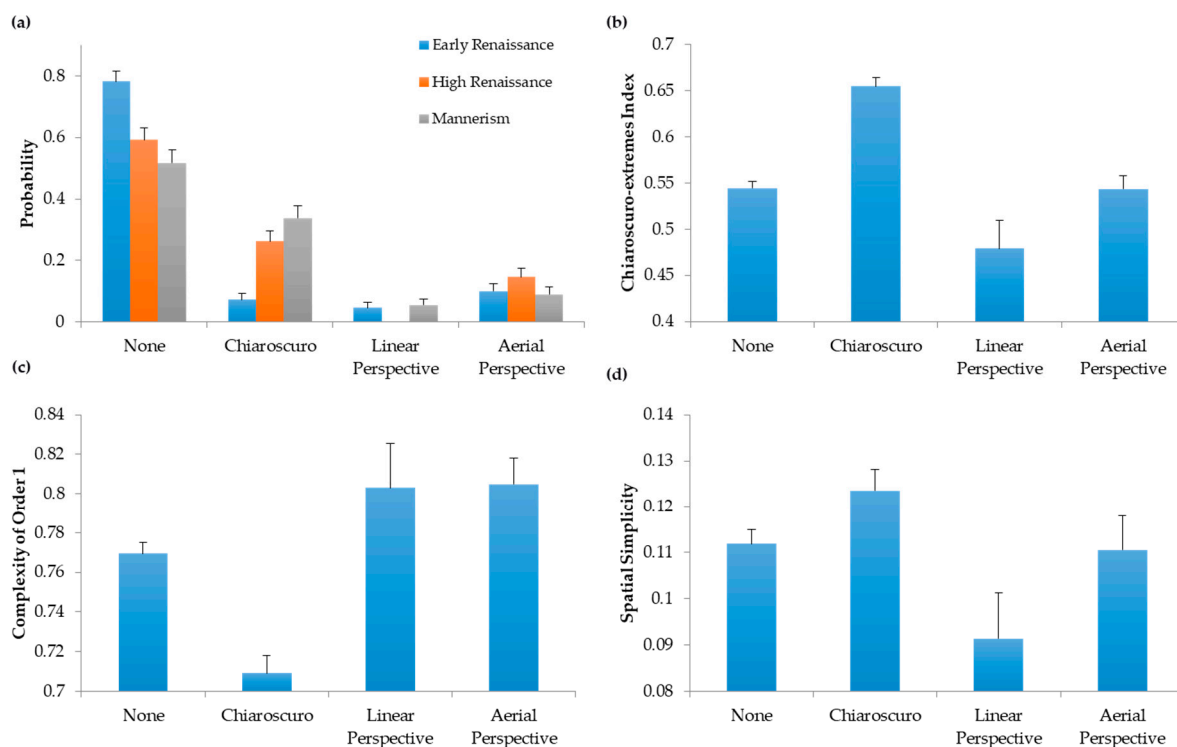 (a)
Probability
0.8
0.6
0.4
0.2
0
Early Renaissance
High Renaissance
Mannerism
None
Chiaroscuro
Linear
Perspective
Aerial
Perspective
(b)
Chiaroscuro-extremes Index
0.7
0.65
0.6
0.55
0.5
0.45
0.4
None
Chiaroscuro
Linear
Perspective
Aerial
Perspective
(c)
Complexity of Order 1
0.84
0.82
0.8
0.78
0.76
0.74
0.72
0.7
None
Chiaroscuro
Linear
Perspective
Aerial
Perspective
(d)
Spatial Simplicity
0.14
0.13
0.12
0.11
0.1
0.09
0.08
None
Chiaroscuro
Linear
Perspective
Aerial
Perspective